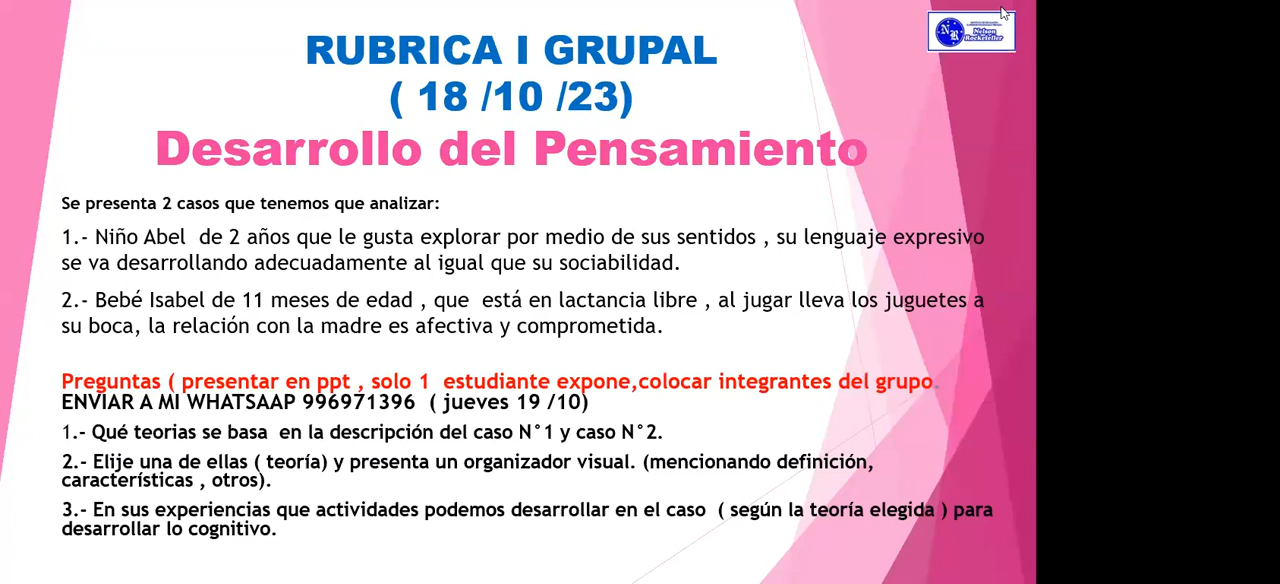 RUBRICA I GRUPAL
( 18 /10 /23)
Desarrollo del Pensamiento
Nelson
Rockefeller
Se presenta 2 casos que tenemos que analizar:
1.- Niño Abel de 2 años que le gusta explorar por medio de sus sentidos , su lenguaje expresivo
se va desarrollando adecuadamente al igual que su sociabilidad.
2.- Bebé Isabel de 11 meses de edad , que está en lactancia libre , al jugar lleva los juguetes a
su boca, la relación con la madre es afectiva y comprometida.
Preguntas ( presentar en ppt , solo 1 estudiante expone,colocar integrantes del grupo.
ENVIAR A MI WHATSAAP 996971396 ( jueves 19 /10)
1.- Qué teorias se basa en la descripción del caso N°1 y caso N°2.
2.- Elije una de ellas ( teoría) y presenta un organizador visual. (mencionando definición,
características , otros).
3.- En sus experiencias que actividades podemos desarrollar en el caso ( según la teoría elegida ) para
desarrollar lo cognitivo.